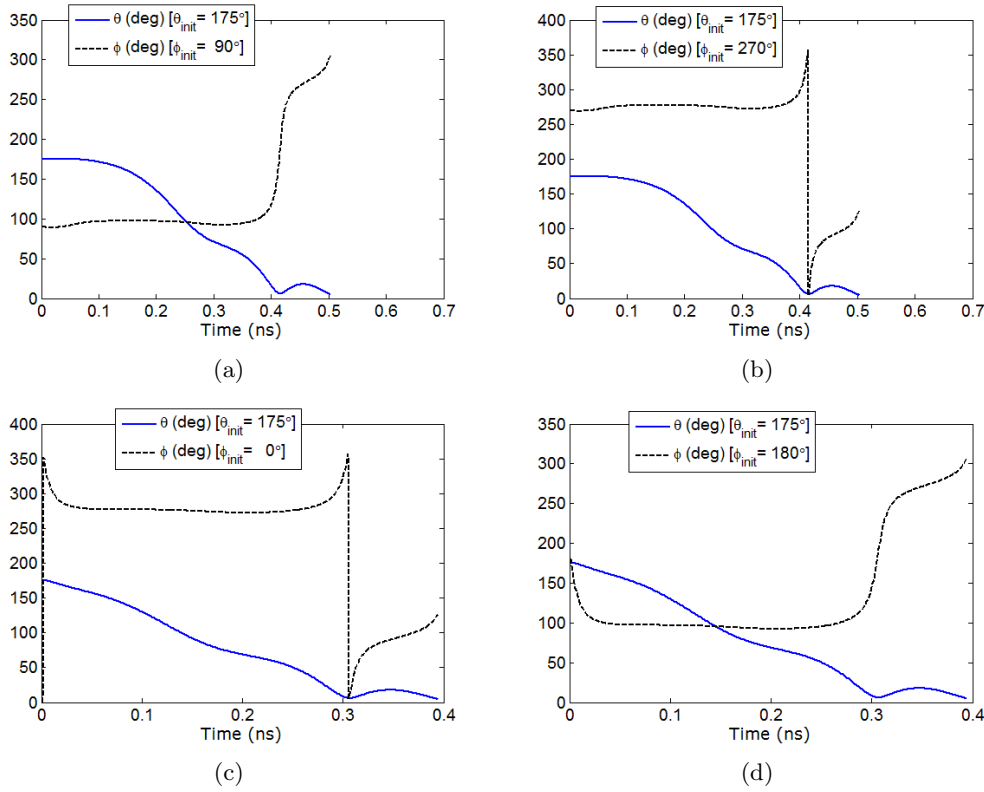 350
300
250
200
150
100
50
0
θ (deg) [θinit= 175°
ϕ (deg) [ϕinit= 90°
0 0.1 0.2 0.3 0.4 0.5 0.6 0.7
Time (ns)
(a)
400
350
300
250
200
150
100
50
0
θ (deg) [θinit= 175°]
ϕ (deg) [ϕinit= 270°]
0 0.1 0.2 0.3 0.4 0.5 0.6 0.7
Time (ns)
(b)
400
350
300
250
200
150
100
50
0
θ (deg) [θinit= 175°]
ϕ (deg) [ϕinit= 0°]
0 0.1 0.2 0.3 0.4
Time (ns)
(c)
350
300
250
200
150
100
50
0
θ (deg) [θinit= 175°]
ϕ (deg) [ϕinit= 180°]
0 0.1 0.2 0.3 0.4
Time (ns)
(d)